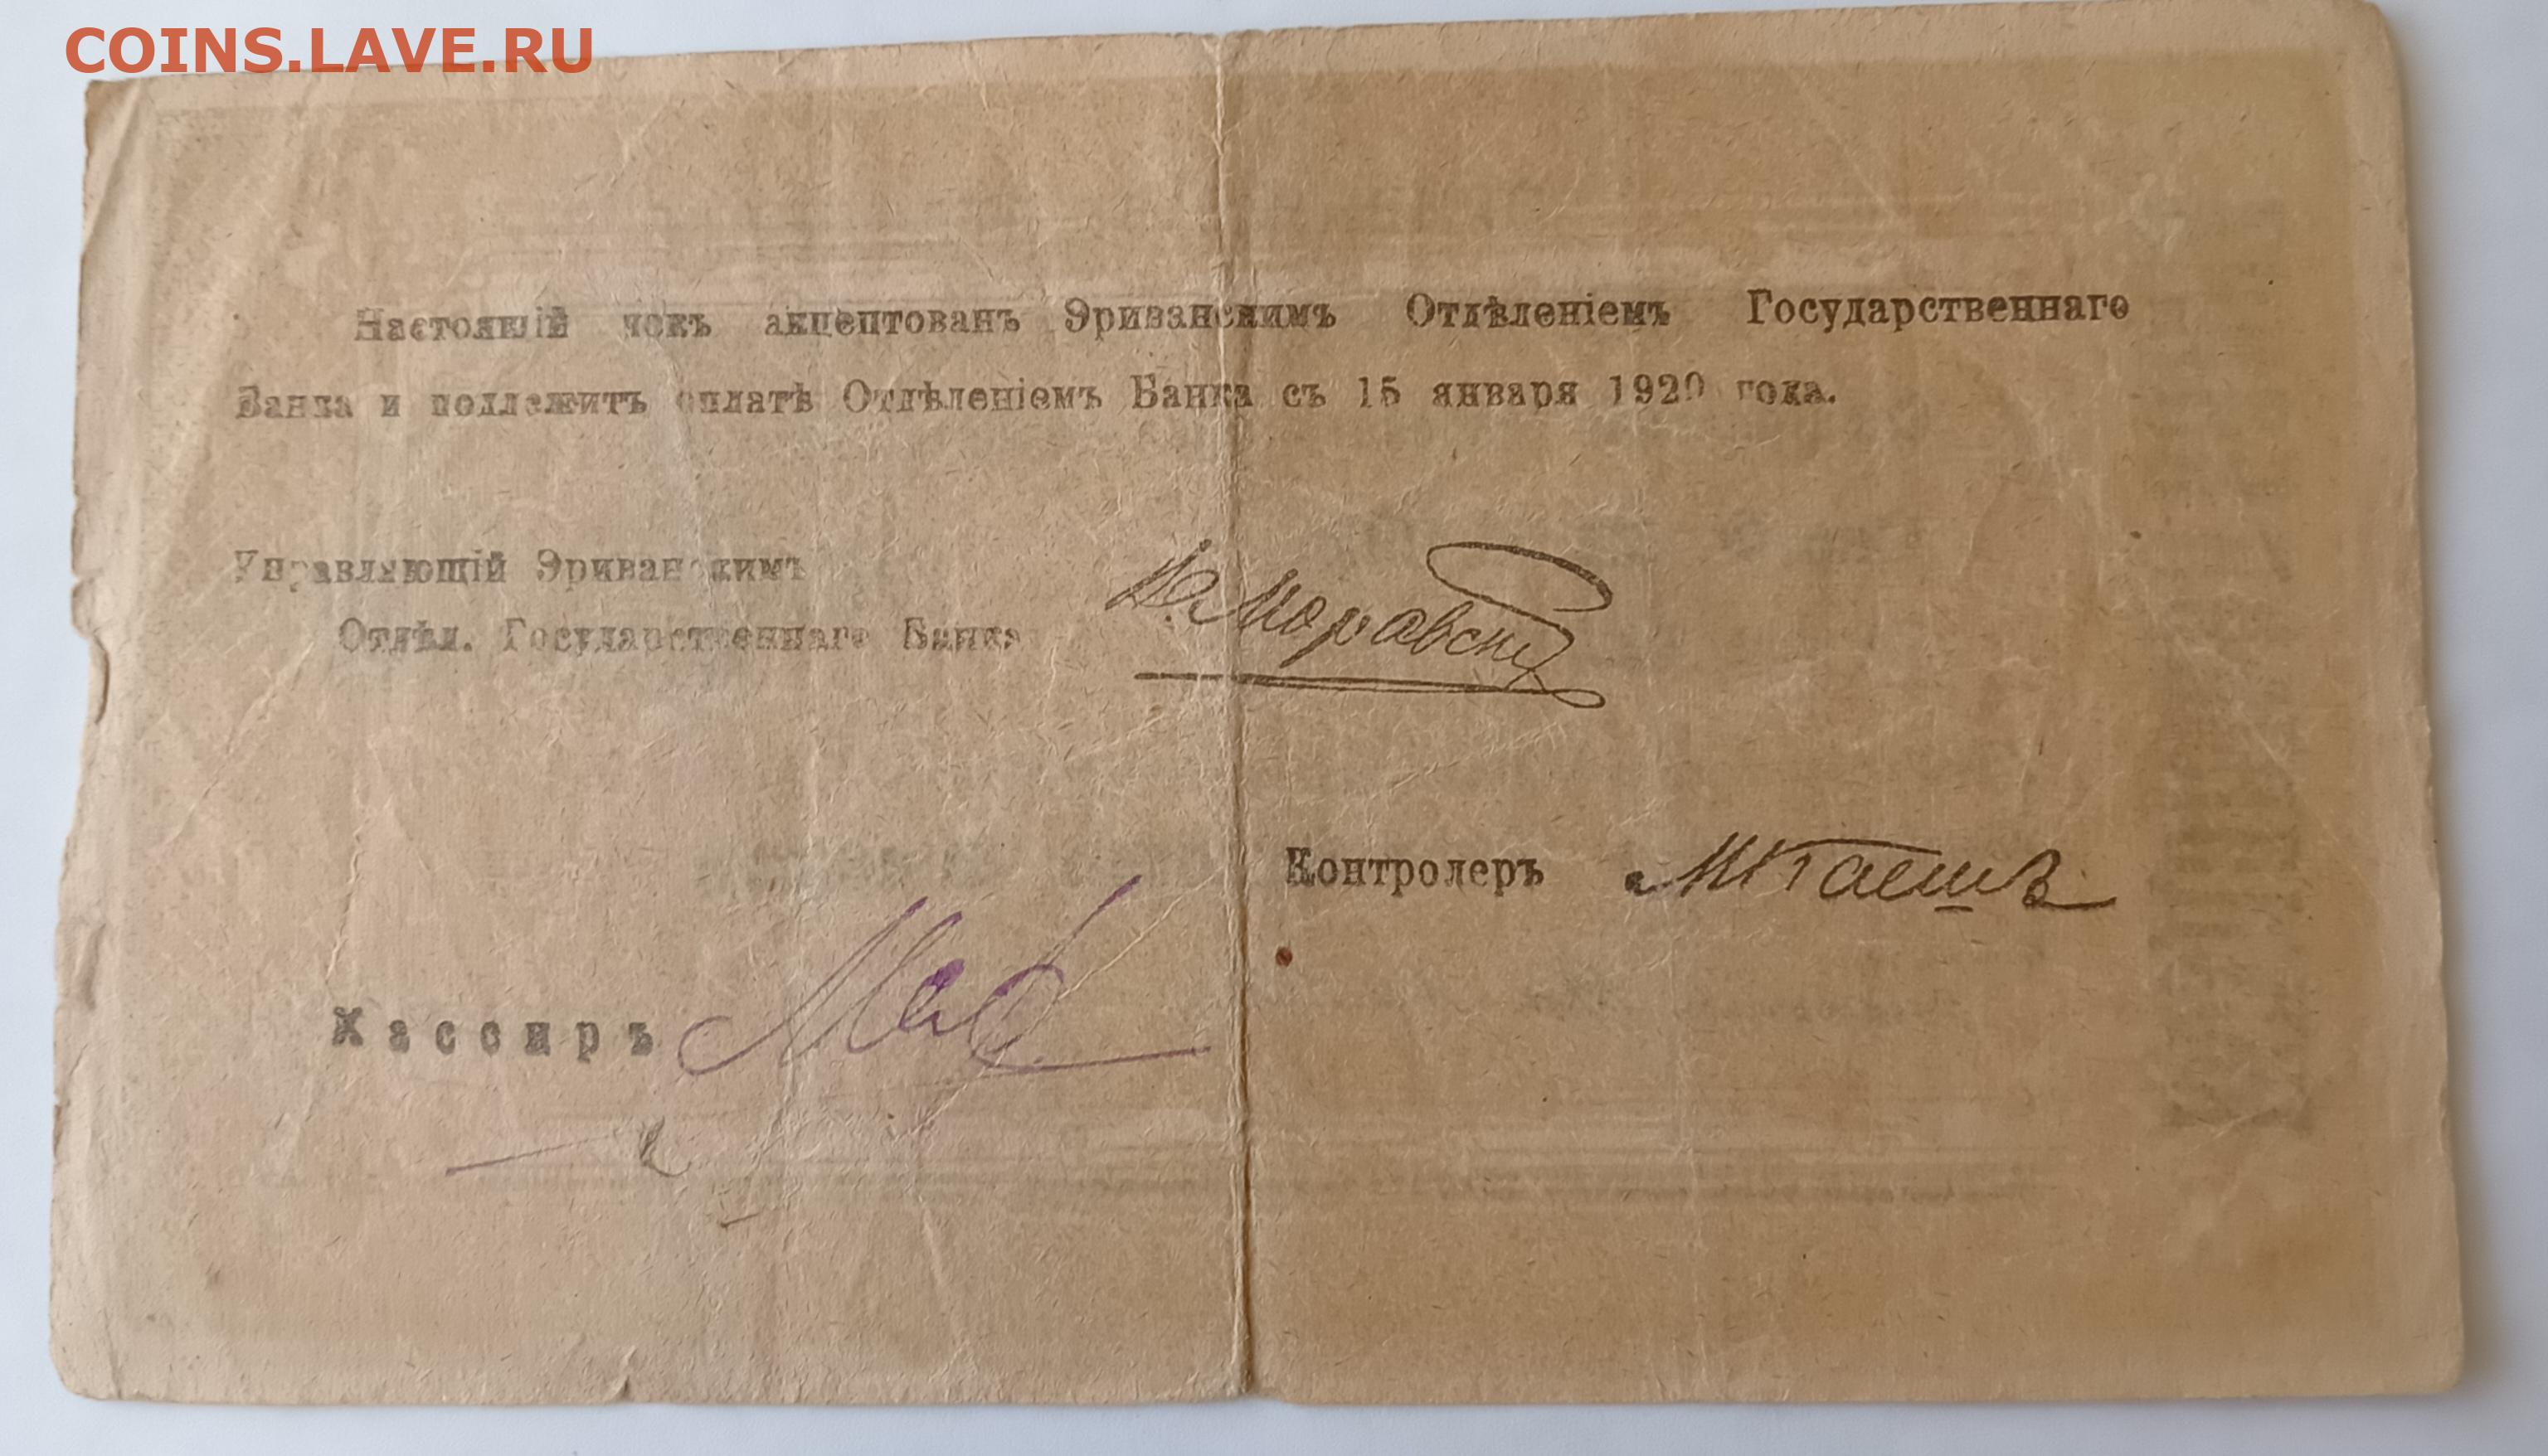 COINS.LAVE.RU
Настоящій чекъ акцептованъ Эриванскимъ Отдѣленіемъ Государственнаго
Банка и подлежитъ оплатѣ Отдѣленіемъ Банка съ 15 января 1920 года.
Управляющій Эриванскимъ
Отдѣл. Государственнаго Банка
Моравскій
Контролеръ
Кассиръ